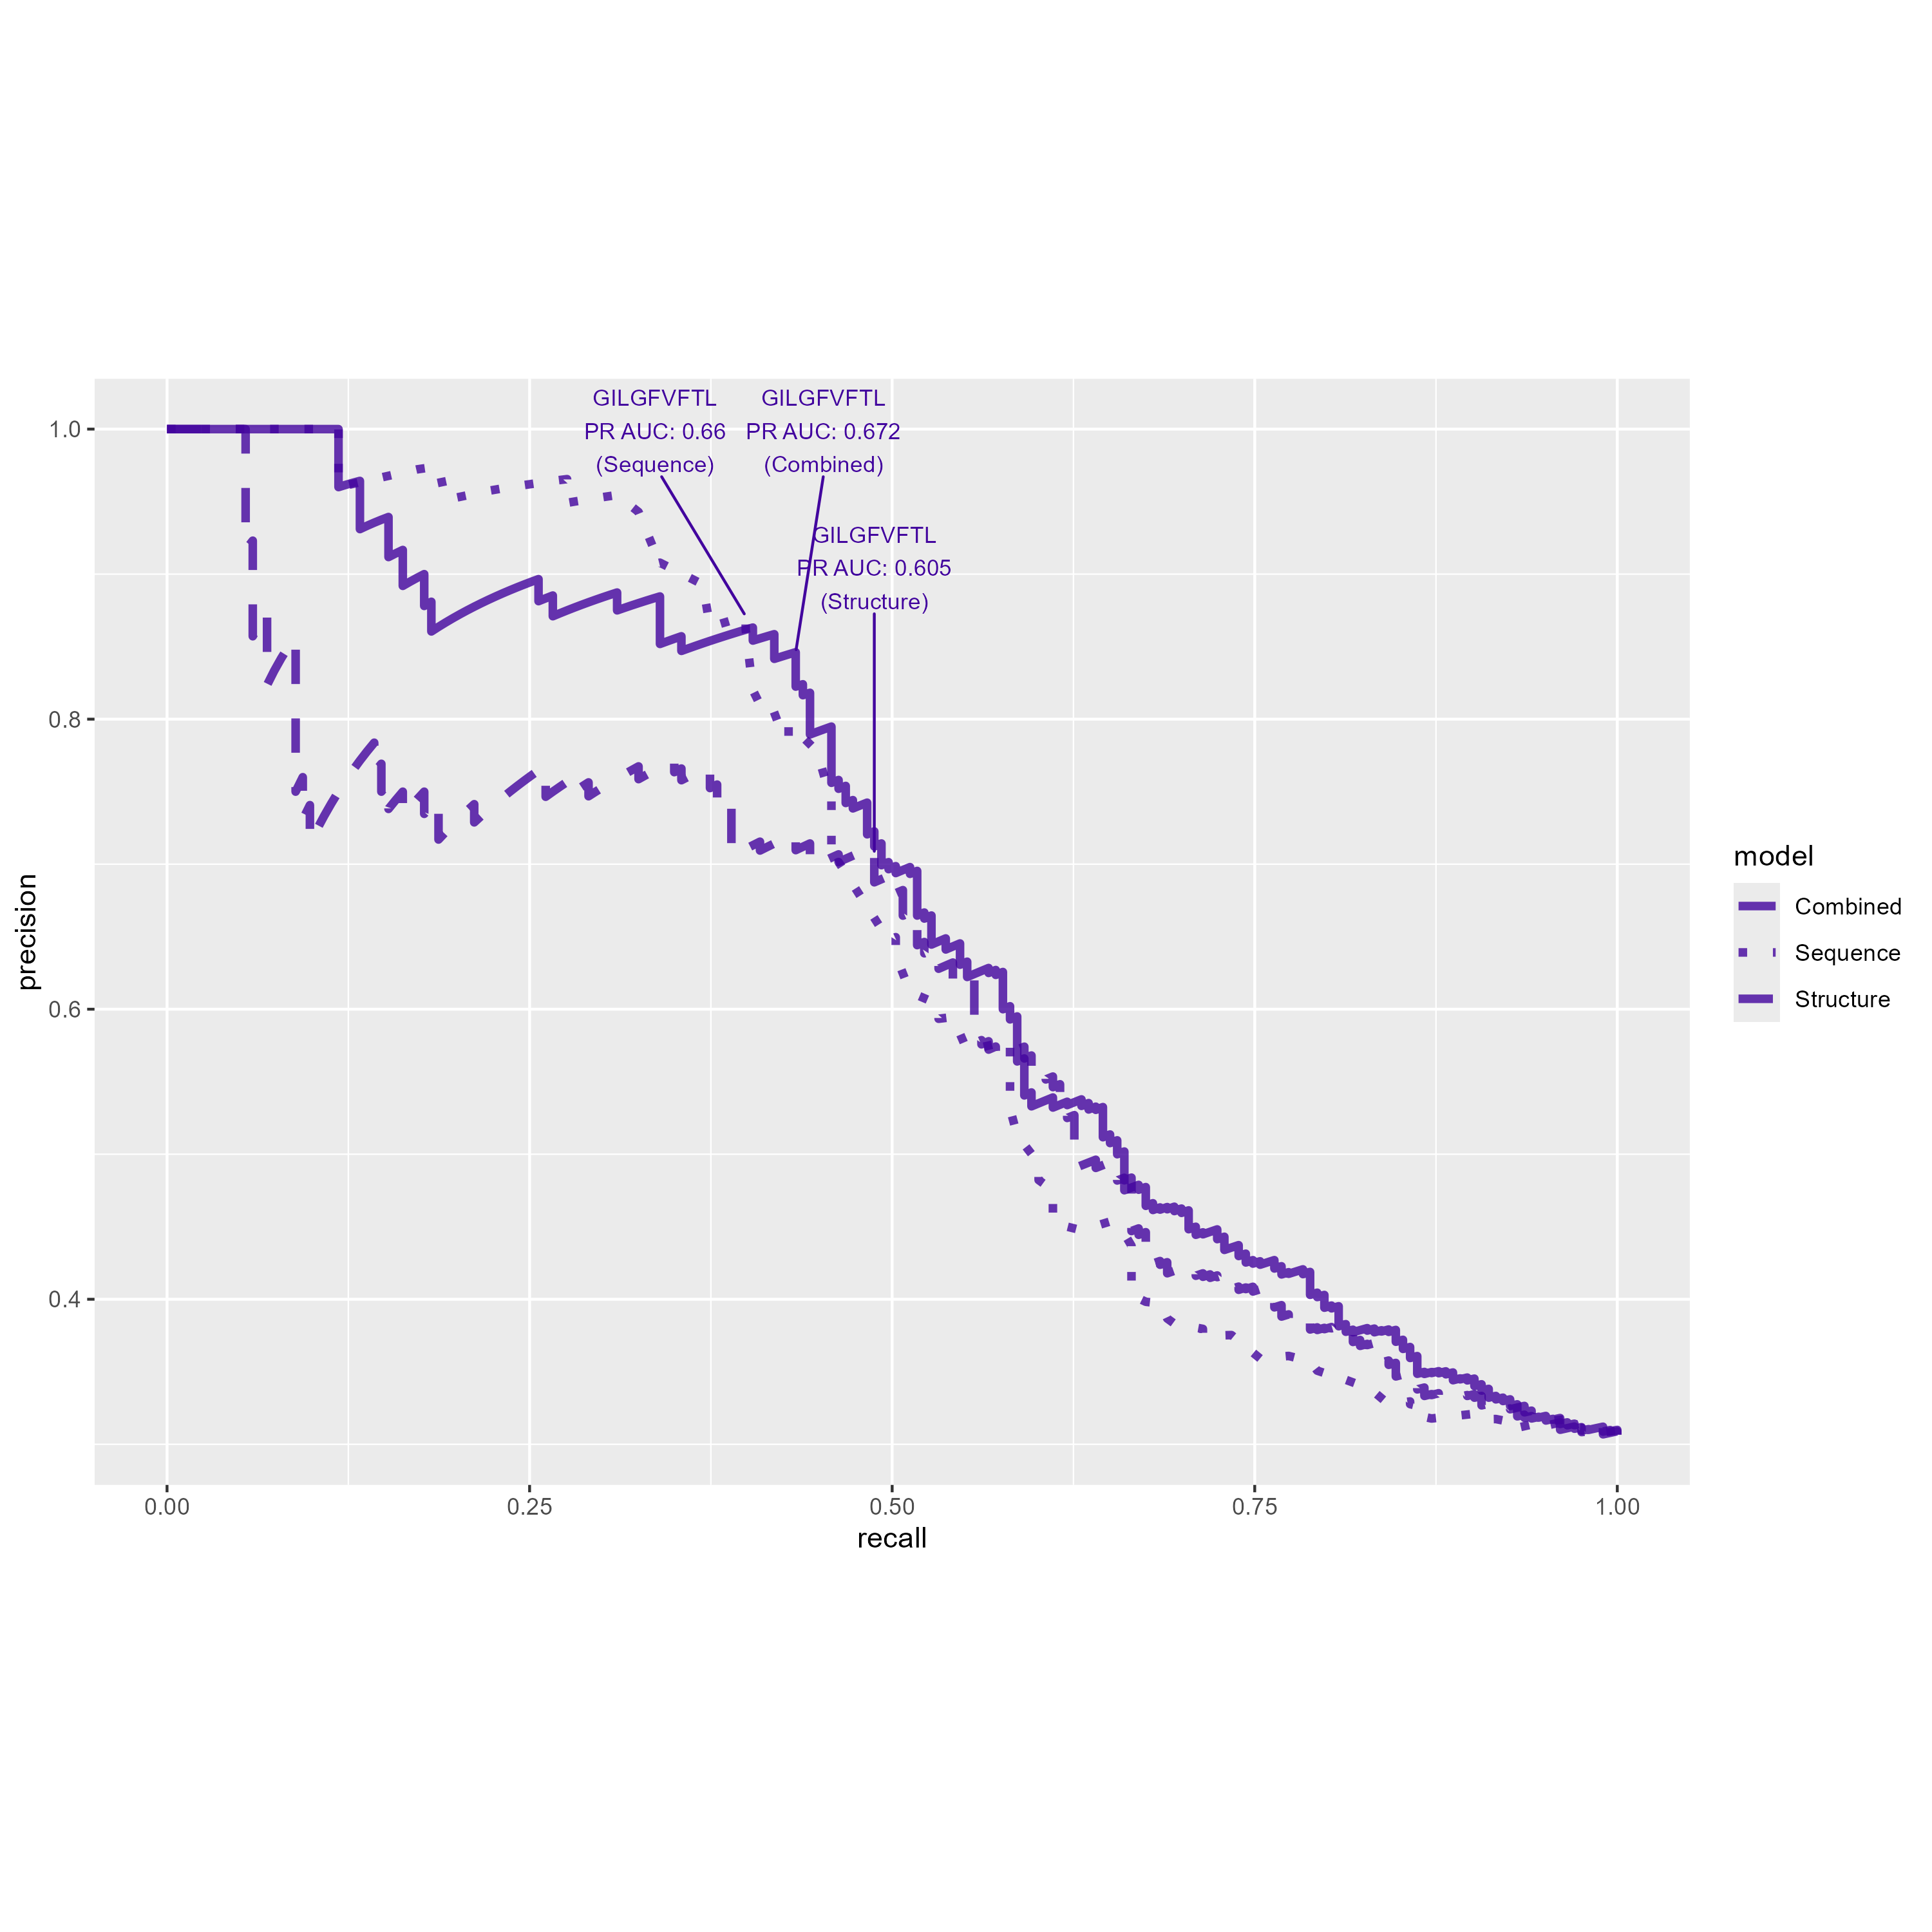 GILGFVFTL
PR AUC: 0.66
(Sequence)
GILGFVFTL
PR AUC: 0.672
(Combined)
GILGFVFTL
PR AUC: 0.605
(Structure)
1.0
0.8
0.6
0.4
precision
0.00
0.25
0.50
0.75
1.00
recall
model
Combined
Sequence
Structure